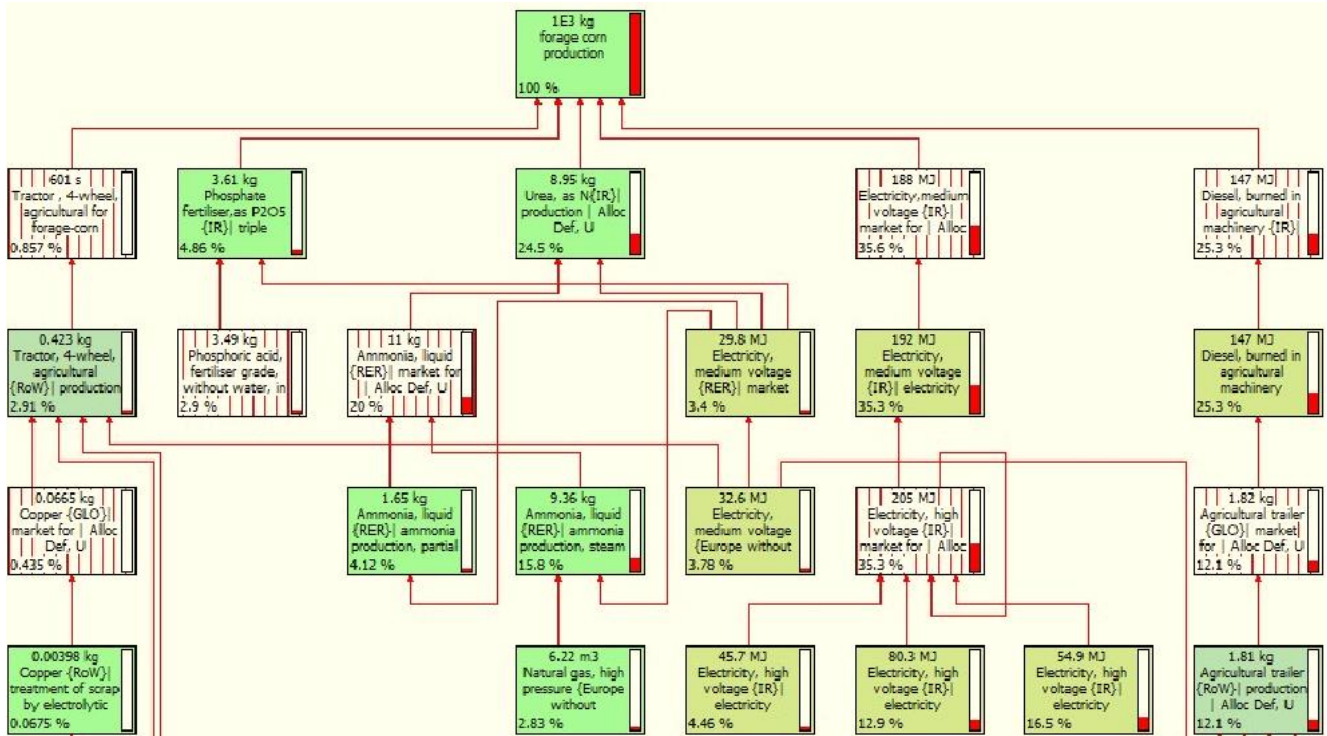 1E3 kg
forage corn
production
100 %
601 s
Tractor , 4-wheel,
agricultural for
forage-corn
0.857 %
3.61 kg
Phosphate
fertiliser,as P2O5
{IR}| triple
4.86 %
8.95 kg
Urea, as N{IR}|
production | Alloc
Def, U
24.5 %
188 MJ
Electricity,medium
voltage {IR}|
market for | Alloc
35.6 %
147 MJ
Diesel, burned in
agricultural
machinery {IR}|
25.3 %
0.423 kg
Tractor, 4-wheel,
agricultural
{RoW}| production
2.91 %
3.49 kg
Phosphoric acid,
fertiliser grade,
without water, in
2.9 %
11 kg
Ammonia, liquid
{RER}| market for
| Alloc Def, U
20 %
29.8 MJ
Electricity,
medium voltage
{RER}| market
3.4 %
192 MJ
Electricity,
medium voltage
{IR}| electricity
35.3 %
147 MJ
Diesel, burned in
agricultural
machinery
25.3 %
0.0665 kg
Copper {GLO}|
market for | Alloc
Def, U
0.435 %
1.65 kg
Ammonia, liquid
{RER}| ammonia
production, partial
4.12 %
9.36 kg
Ammonia, liquid
{RER}| ammonia
production, steam
15.8 %
32.6 MJ
Electricity,
medium voltage
{Europe without
3.78 %
205 MJ
Electricity, high
voltage {IR}|
market for | Alloc
35.3 %
1.82 kg
Agricultural trailer
{GLO}| market
for | Alloc Def, U
12.1 %
0.00398 kg
Copper {RoW}|
treatment of scrap
by electrolytic
0.0675 %
6.22 m3
Natural gas, high
pressure {Europe
without
2.83 %
45.7 MJ
Electricity, high
voltage {IR}|
electricity
4.46 %
80.3 MJ
Electricity, high
voltage {IR}|
electricity
12.9 %
54.9 MJ
Electricity, high
voltage {IR}|
electricity
16.5 %
1.81 kg
Agricultural trailer
{RoW}| production
| Alloc Def, U
12.1 %